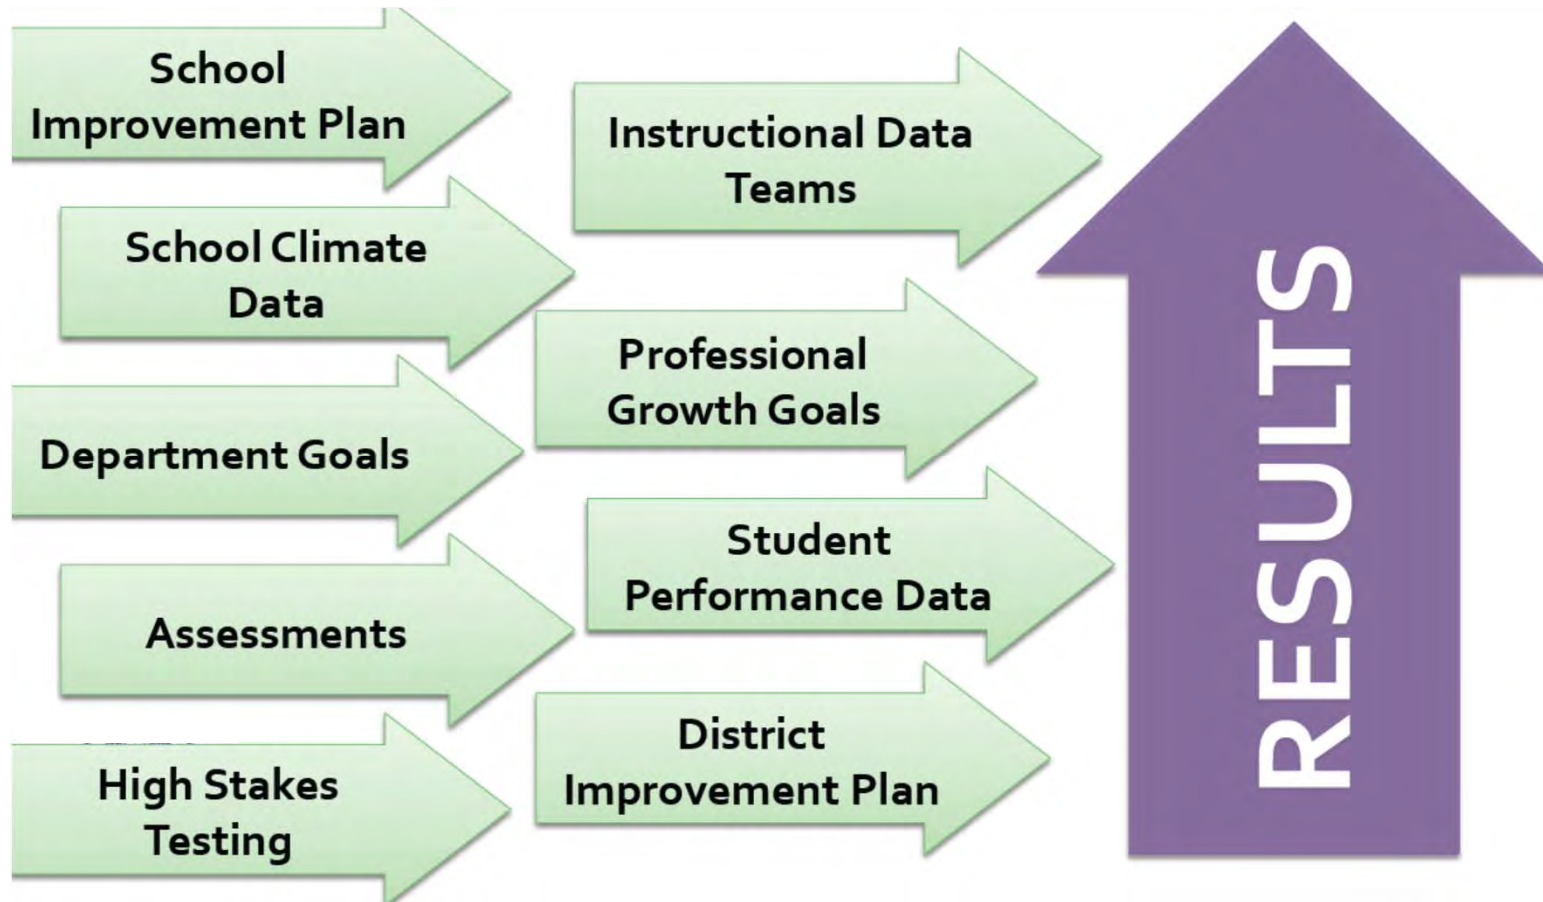 School
Improvement Plan
School Climate
Data
Department Goals
Assessments
High Stakes
Testing
Instructional Data
Teams
Professional
Growth Goals
Student
Performance Data
District
Improvement Plan
RESULTS